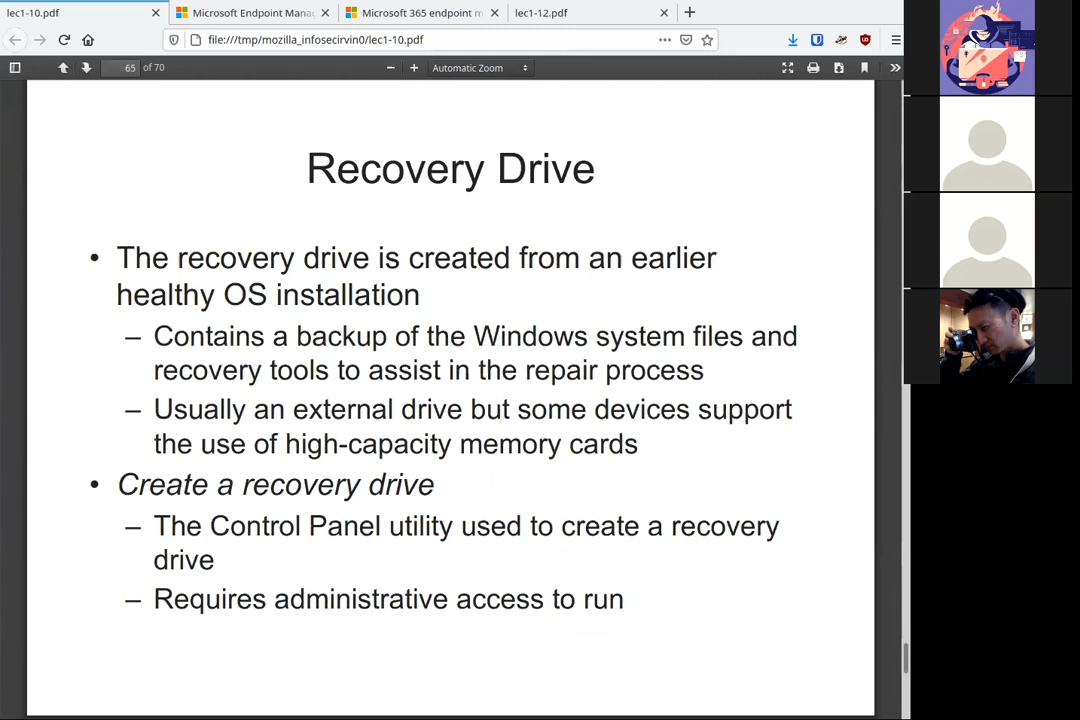 lec1-10.pdf
Microsoft Endpoint Mana
Microsoft 365 endpoint m
lec1-12.pdf
file:///tmp/mozilla_infosecirvin0/lec1-10.pdf
65 of 70
Automatic Zoom
Recovery Drive
• The recovery drive is created from an earlier
healthy OS installation
– Contains a backup of the Windows system files and
recovery tools to assist in the repair process
– Usually an external drive but some devices support
the use of high-capacity memory cards
• Create a recovery drive
– The Control Panel utility used to create a recovery
drive
– Requires administrative access to run